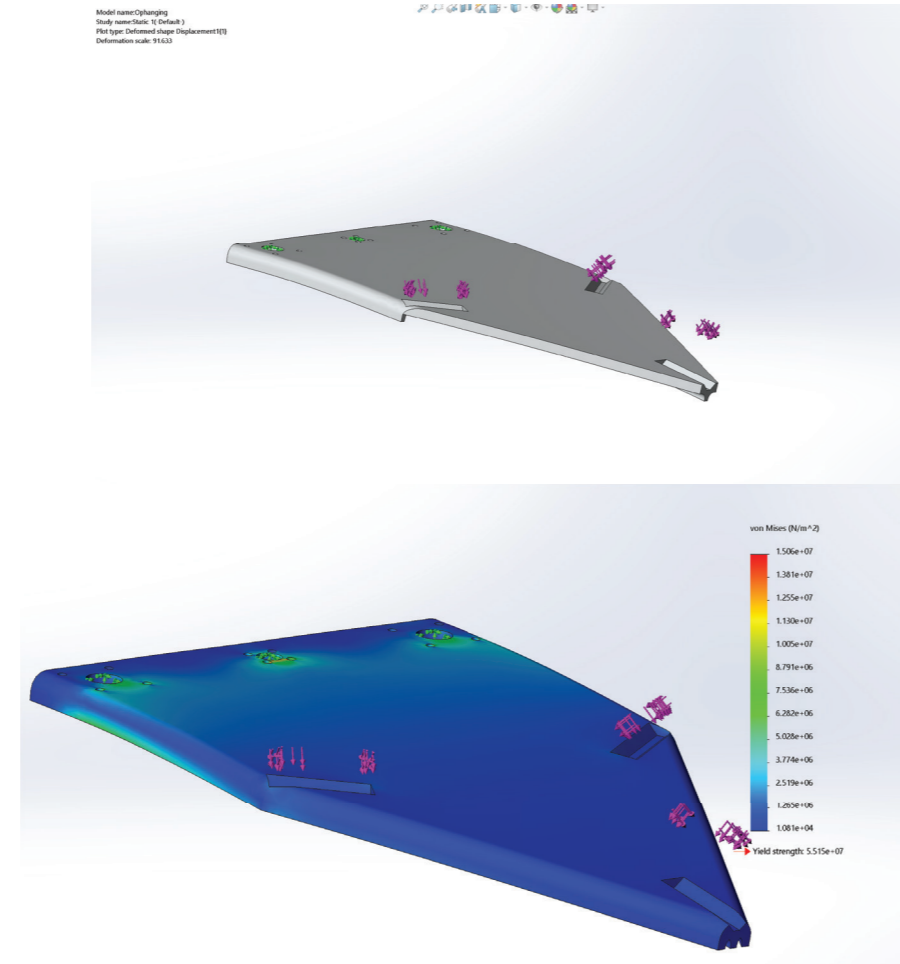 Model name:Ophanging
Study name:Static 1(-Default-)
Plot type: Deformed shape Displacement1{1}
Deformation scale: 91.633
von Mises (N/m^2)
1.506e+07
1.381e+07
1.255e+07
1.130e+07
1.005e+07
8.791e+06
7.536e+06
6.282e+06
5.028e+06
3.774e+06
2.519e+06
1.265e+06
1.081e+04
Yield strength: 5.515e+07